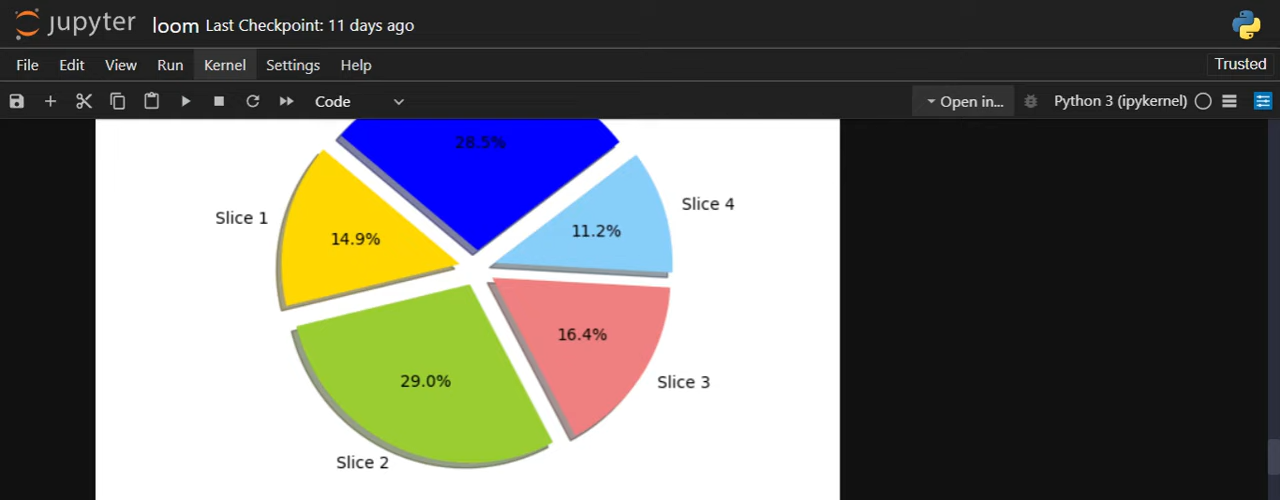 jupyter loom Last Checkpoint: 11 days ago
File Edit View Run Kernel Settings Help Trusted
Code Open in... Python 3 (ipykernel)
28.5%
Slice 4
Slice 1
11.2%
14.9%
16.4%
29.0%
Slice 3
Slice 2